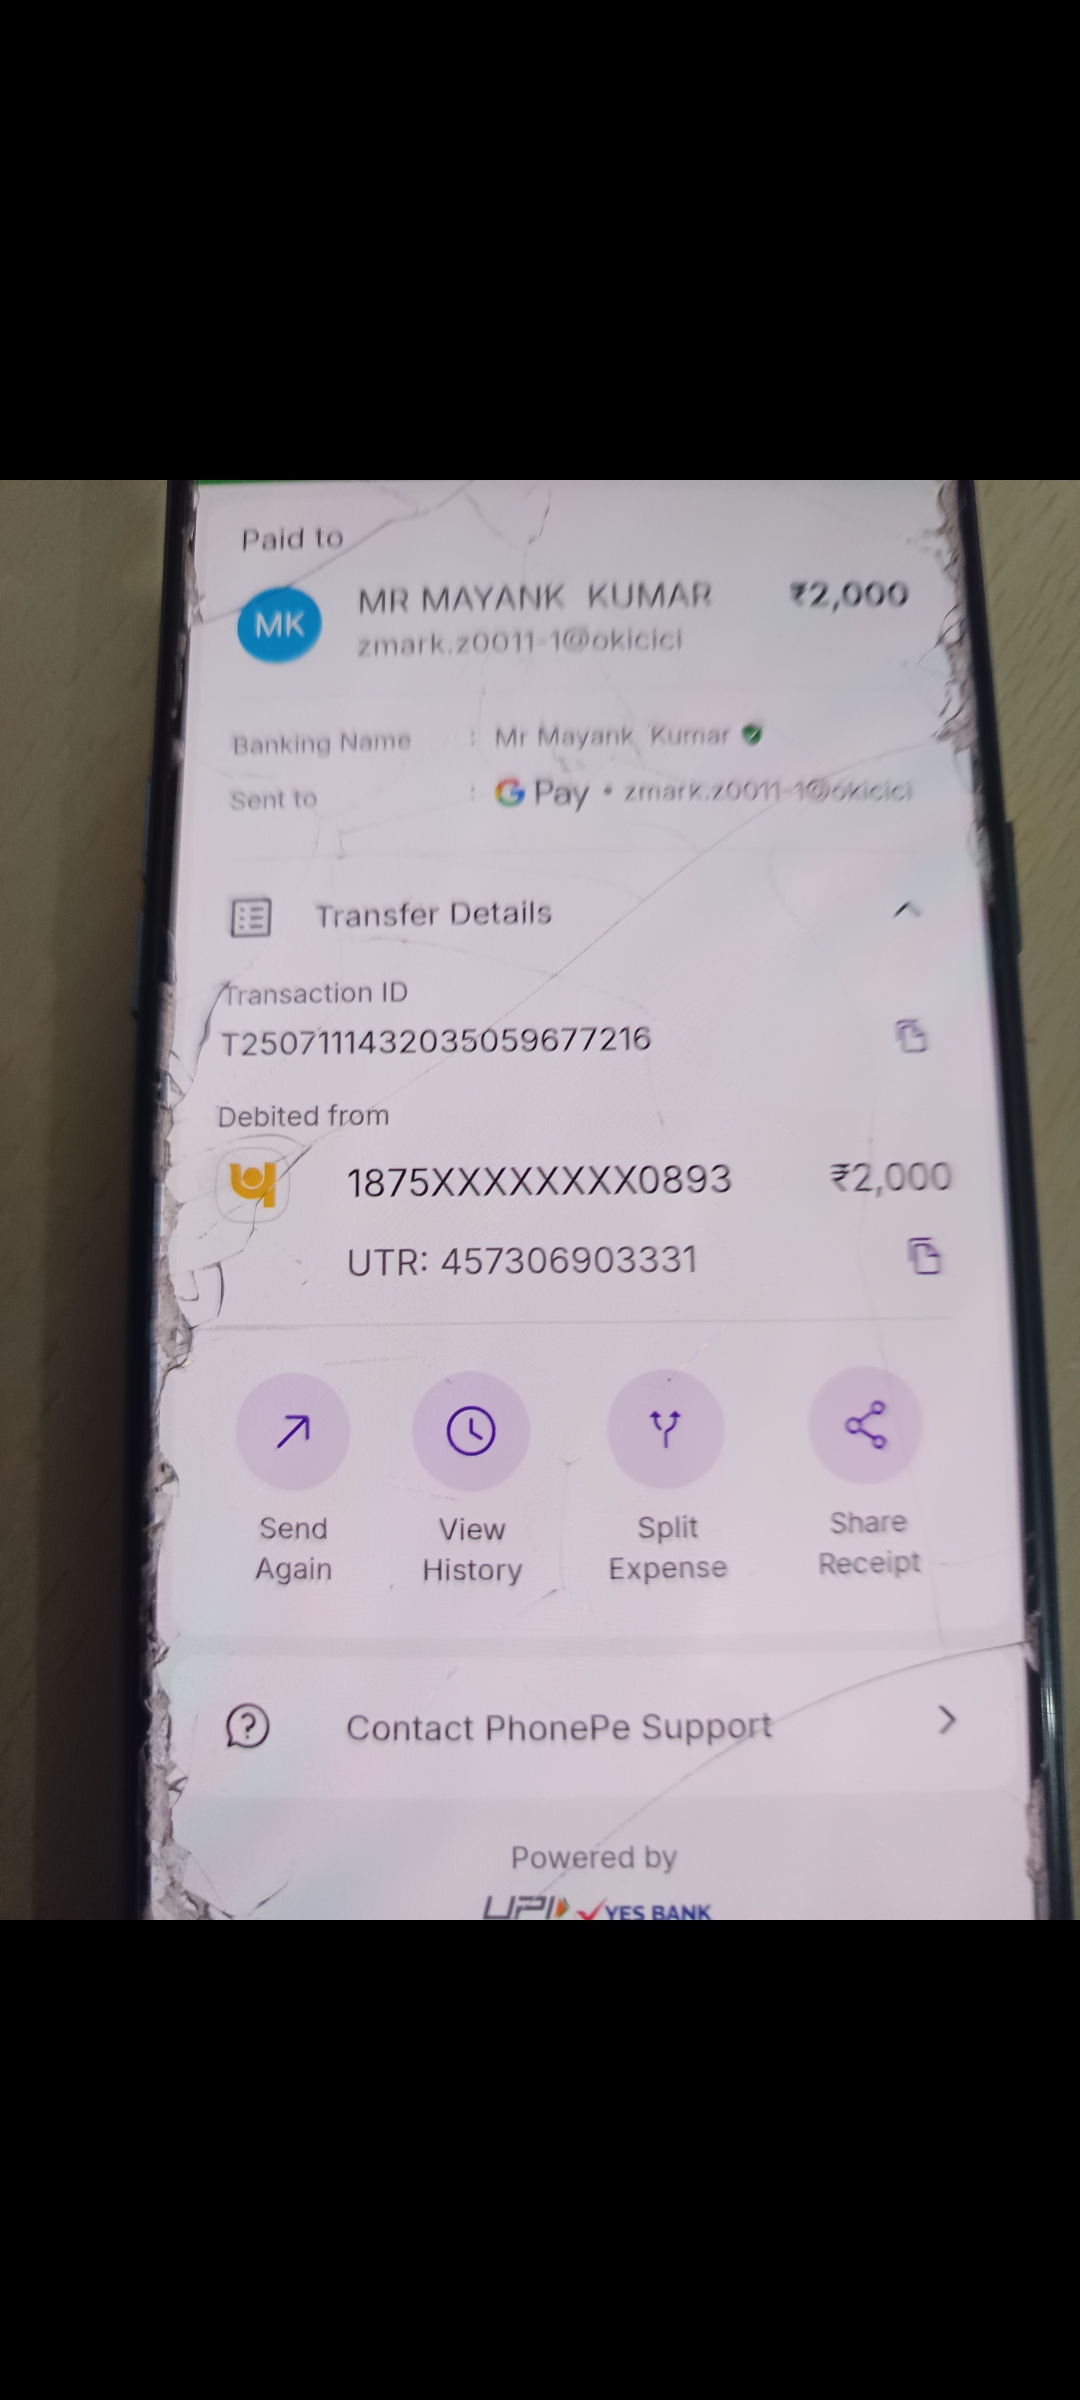 Paid to
MK
MR MAYANK KUMAR ₹2,000
zmark.z0011-1@okicici
Banking Name : Mr Mayank Kumar
Sent to : G Pay • zmark.z0011-1@okicici
Transfer Details
Transaction ID
T2507111432035059677216
Debited from
1875XXXXXXXX0893 ₹2,000
UTR: 457306903331
Send Again
View History
Split Expense
Share Receipt
Contact PhonePe Support
Powered by
UPI YES BANK